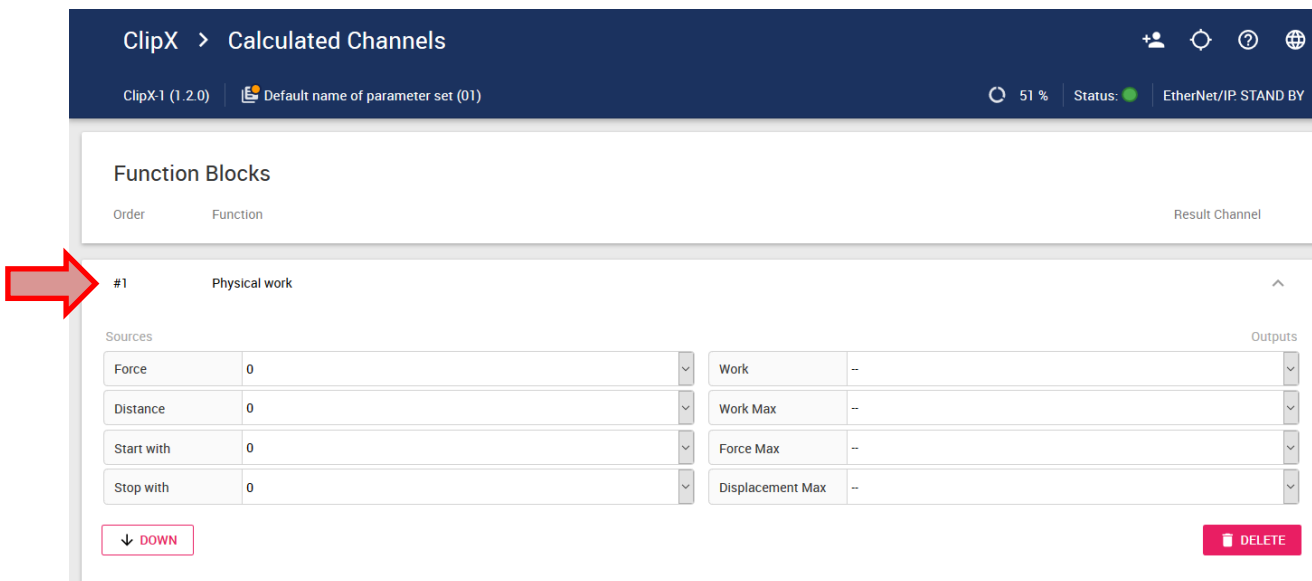 ClipX > Calculated Channels
ClipX-1 (1.2.0) Default name of parameter set (01) 51 % Status: EtherNet/IP: STAND BY
Function Blocks
Order Function Result Channel
#1 Physical work
Sources Outputs
Force 0 Work --
Distance 0 Work Max --
Start with 0 Force Max --
Stop with 0 Displacement Max --
DOWN DELETE